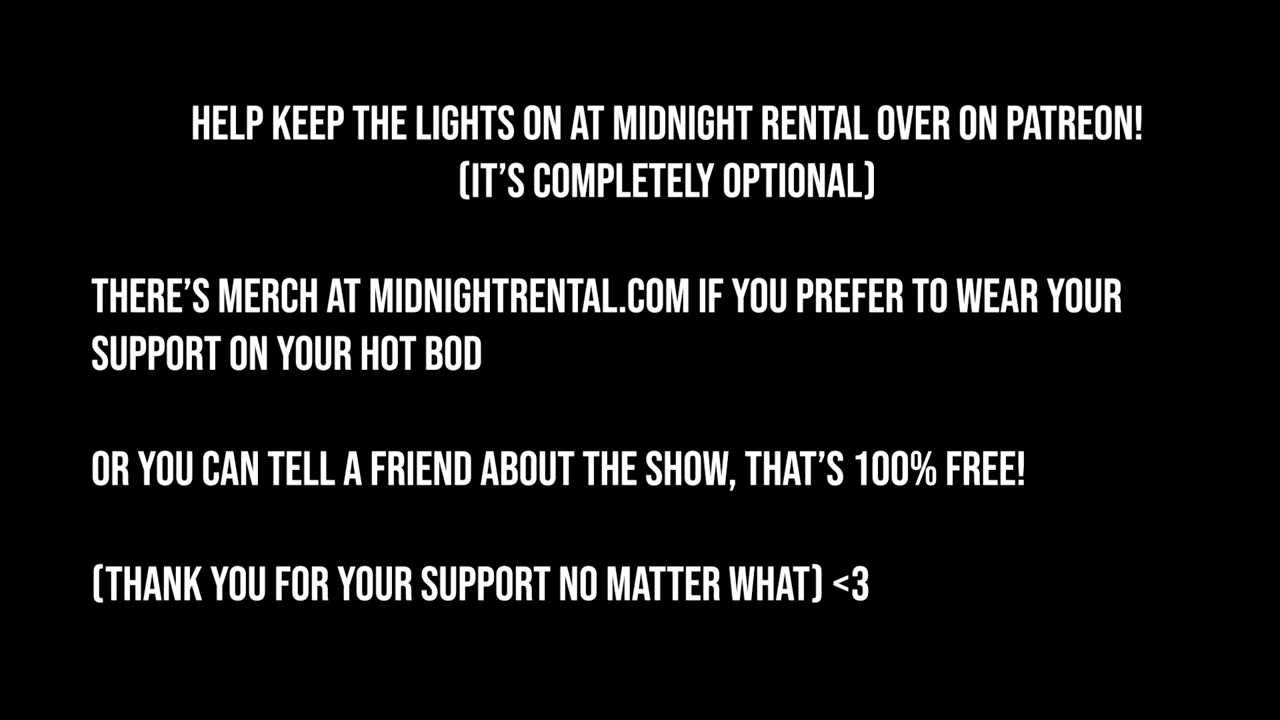 HELP KEEP THE LIGHTS ON AT MIDNIGHT RENTAL OVER ON PATREON!
(IT'S COMPLETELY OPTIONAL)
THERE'S MERCH AT MIDNIGHTRENTAL.COM IF YOU PREFER TO WEAR YOUR
SUPPORT ON YOUR HOT BOD
OR YOU CAN TELL A FRIEND ABOUT THE SHOW, THAT'S 100% FREE!
(THANK YOU FOR YOUR SUPPORT NO MATTER WHAT) <3